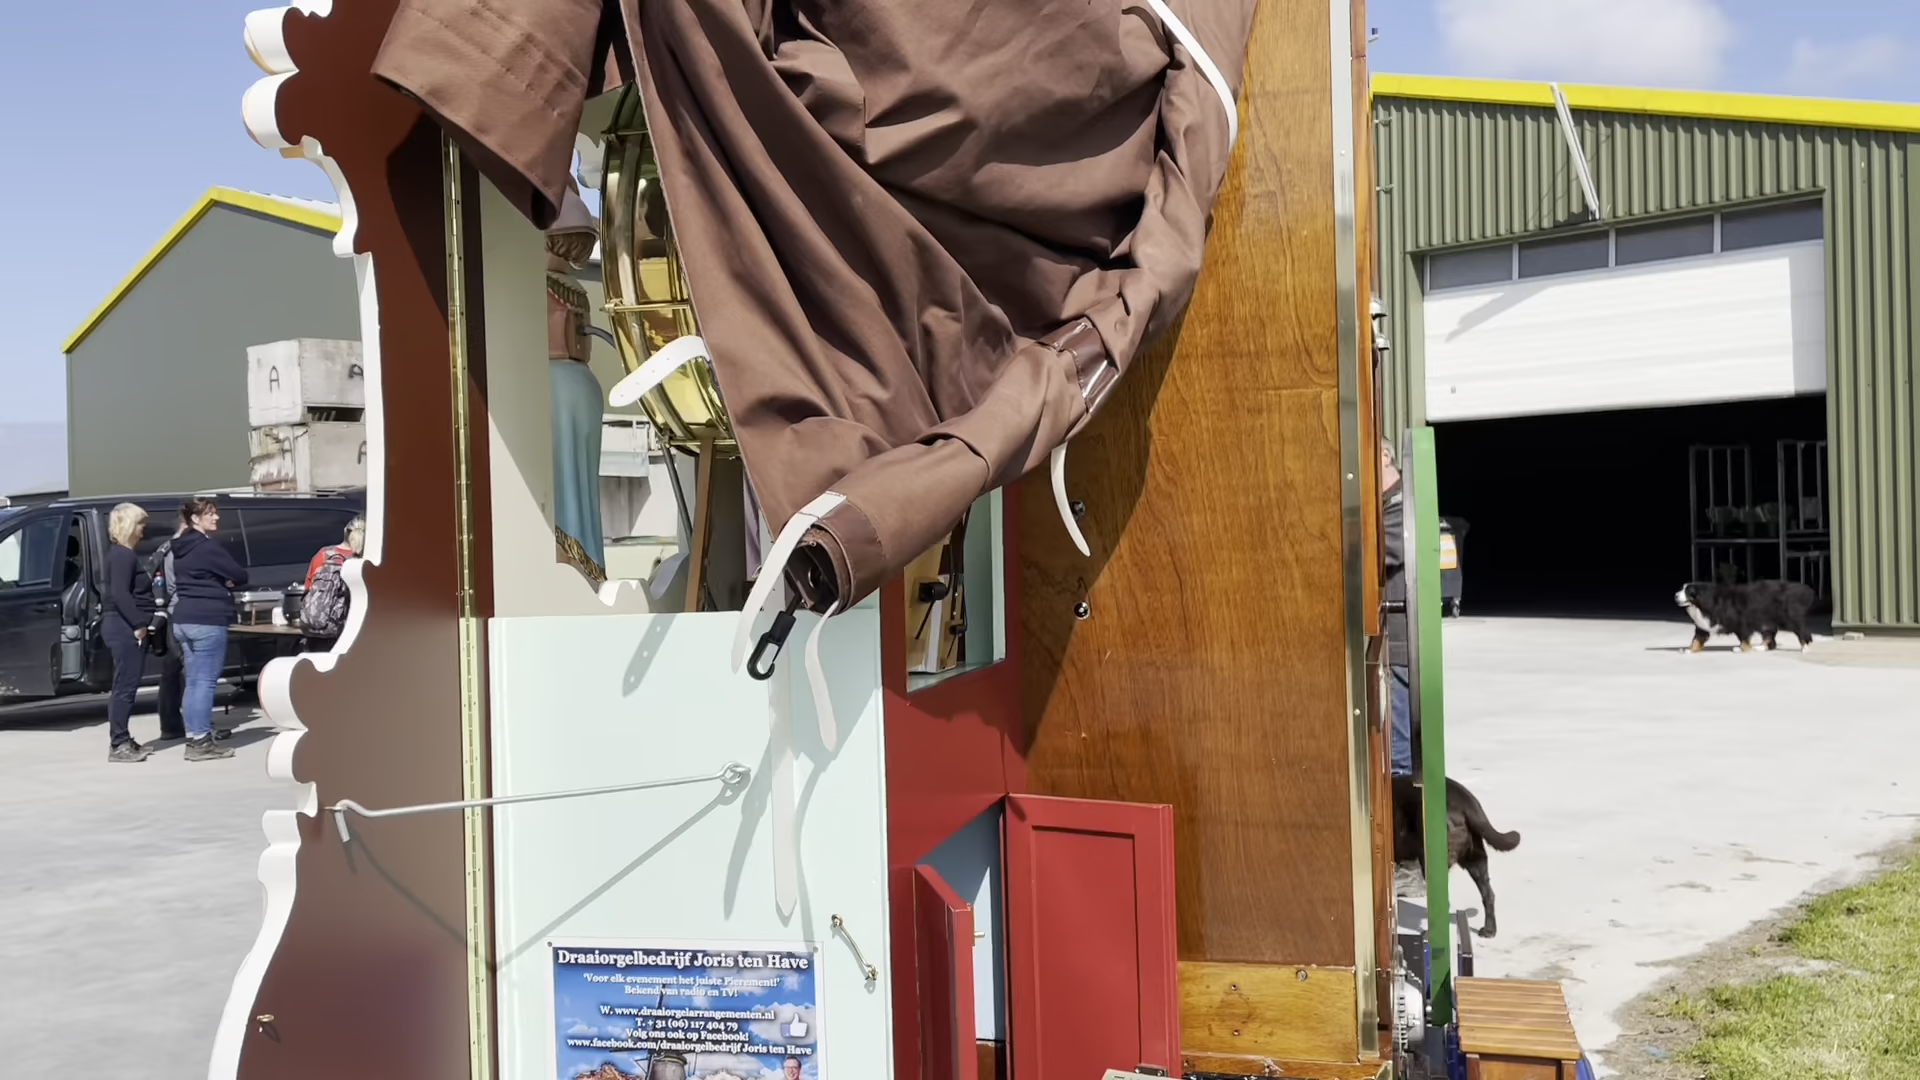 A
A
Draaiorgelbedrijf Joris ten Have
'Voor elk evenement het juiste Pierement!'
Bekend van radio en TV!
W. www.draaiorgelarrangementen.nl
T. + 31 (06) 117 404 79
Volg ons ook op Facebook!
www.facebook.com/draaiorgelbedrijf Joris ten Have